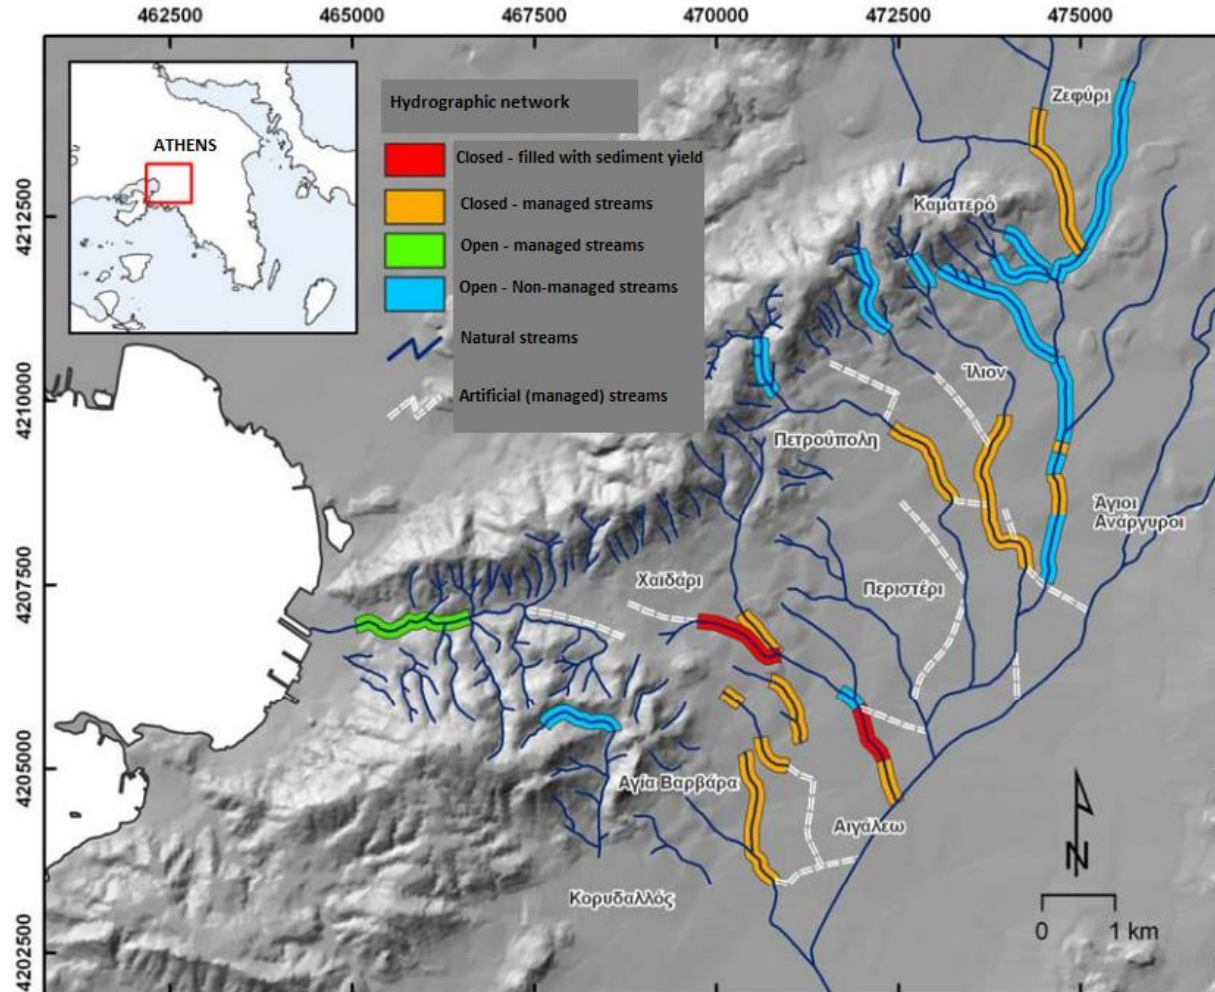 462500 465000 467500 470000 472500 475000
Ζεφύρι
Hydrographic network
ATHENS
Closed - filled with sediment yield
Closed - managed streams
Καματερό
4212500
Open - managed streams
Open - Non-managed streams
Natural streams
Ίλιον
Artificial (managed) streams
4210000
Πετρούπολη
Άγιοι
Ανάργυροι
4207500
Χαϊδάρι
Περιστέρι
4205000
Αγία Βαρβάρα
Αιγάλεω
N
Κορυδαλλός
0 1 km
4202500